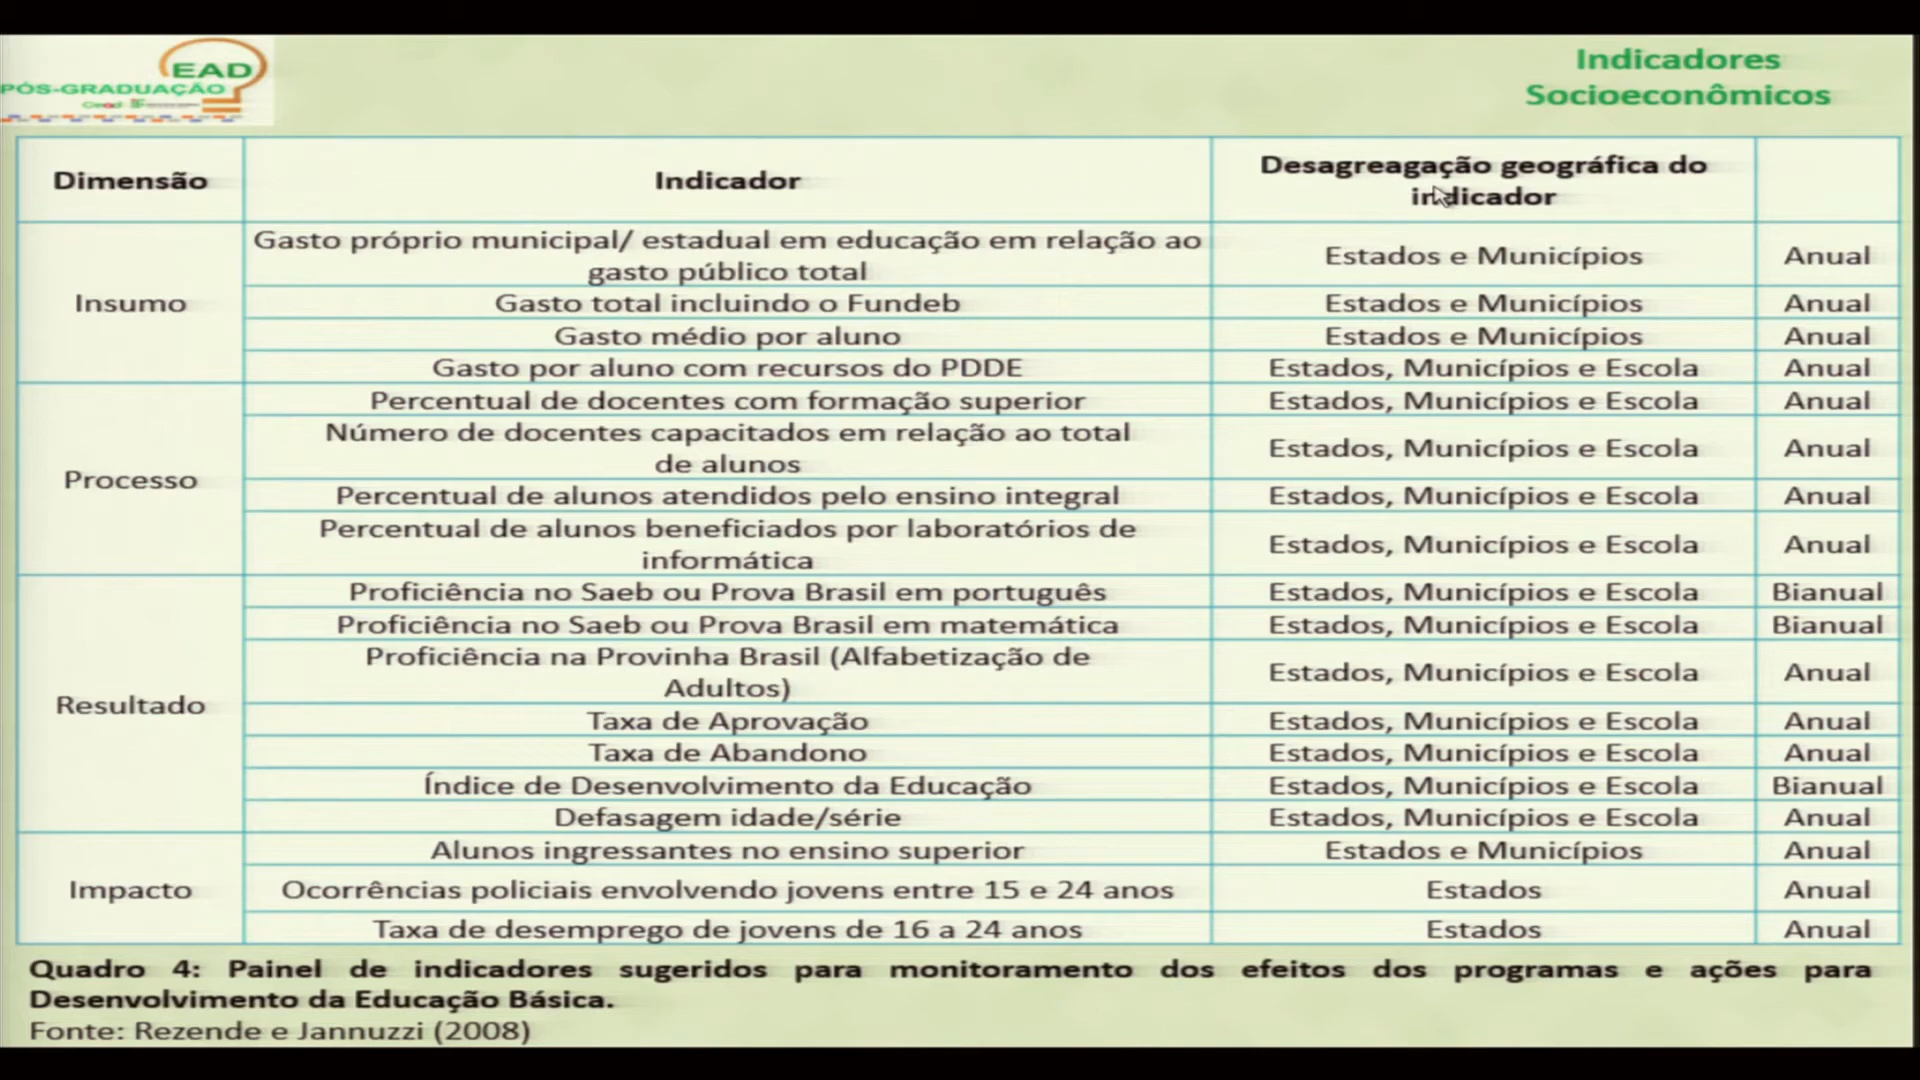 EAD
PÓS-GRADUAÇÃO
Indicadores
Socioeconômicos
Dimensão
Indicador
Desagreagação geográfica do
indicador
Insumo
Gasto próprio municipal/ estadual em educação em relação ao
gasto público total
Estados e Municípios
Anual
Gasto total incluindo o Fundeb
Estados e Municípios
Anual
Gasto médio por aluno
Estados e Municípios
Anual
Gasto por aluno com recursos do PDDE
Estados, Municípios e Escola
Anual
Processo
Percentual de docentes com formação superior
Estados, Municípios e Escola
Anual
Número de docentes capacitados em relação ao total
de alunos
Estados, Municípios e Escola
Anual
Percentual de alunos atendidos pelo ensino integral
Estados, Municípios e Escola
Anual
Percentual de alunos beneficiados por laboratórios de
informática
Estados, Municípios e Escola
Anual
Resultado
Proficiência no Saeb ou Prova Brasil em português
Estados, Municípios e Escola
Bianual
Proficiência no Saeb ou Prova Brasil em matemática
Estados, Municípios e Escola
Bianual
Proficiência na Provinha Brasil (Alfabetização de
Adultos)
Estados, Municípios e Escola
Anual
Taxa de Aprovação
Estados, Municípios e Escola
Anual
Taxa de Abandono
Estados, Municípios e Escola
Anual
Índice de Desenvolvimento da Educação
Estados, Municípios e Escola
Bianual
Defasagem idade/série
Estados, Municípios e Escola
Anual
Impacto
Alunos ingressantes no ensino superior
Estados e Municípios
Anual
Ocorrências policiais envolvendo jovens entre 15 e 24 anos
Estados
Anual
Taxa de desemprego de jovens de 16 a 24 anos
Estados
Anual
Quadro 4: Painel de indicadores sugeridos para monitoramento dos efeitos dos programas e ações para
Desenvolvimento da Educação Básica.
Fonte: Rezende e Jannuzzi (2008)